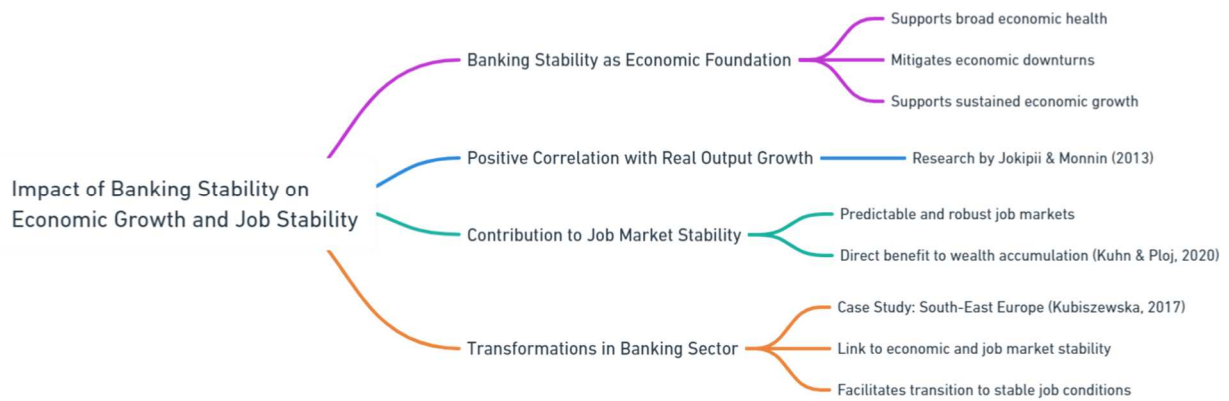 Impact of Banking Stability on
Economic Growth and Job Stability
Banking Stability as Economic Foundation
Supports broad economic health
Mitigates economic downturns
Supports sustained economic growth
Positive Correlation with Real Output Growth
Research by Jokipii & Monnin (2013)
Contribution to Job Market Stability
Predictable and robust job markets
Direct benefit to wealth accumulation (Kuhn & Ploj, 2020)
Transformations in Banking Sector
Case Study: South-East Europe (Kubiszewska, 2017)
Link to economic and job market stability
Facilitates transition to stable job conditions